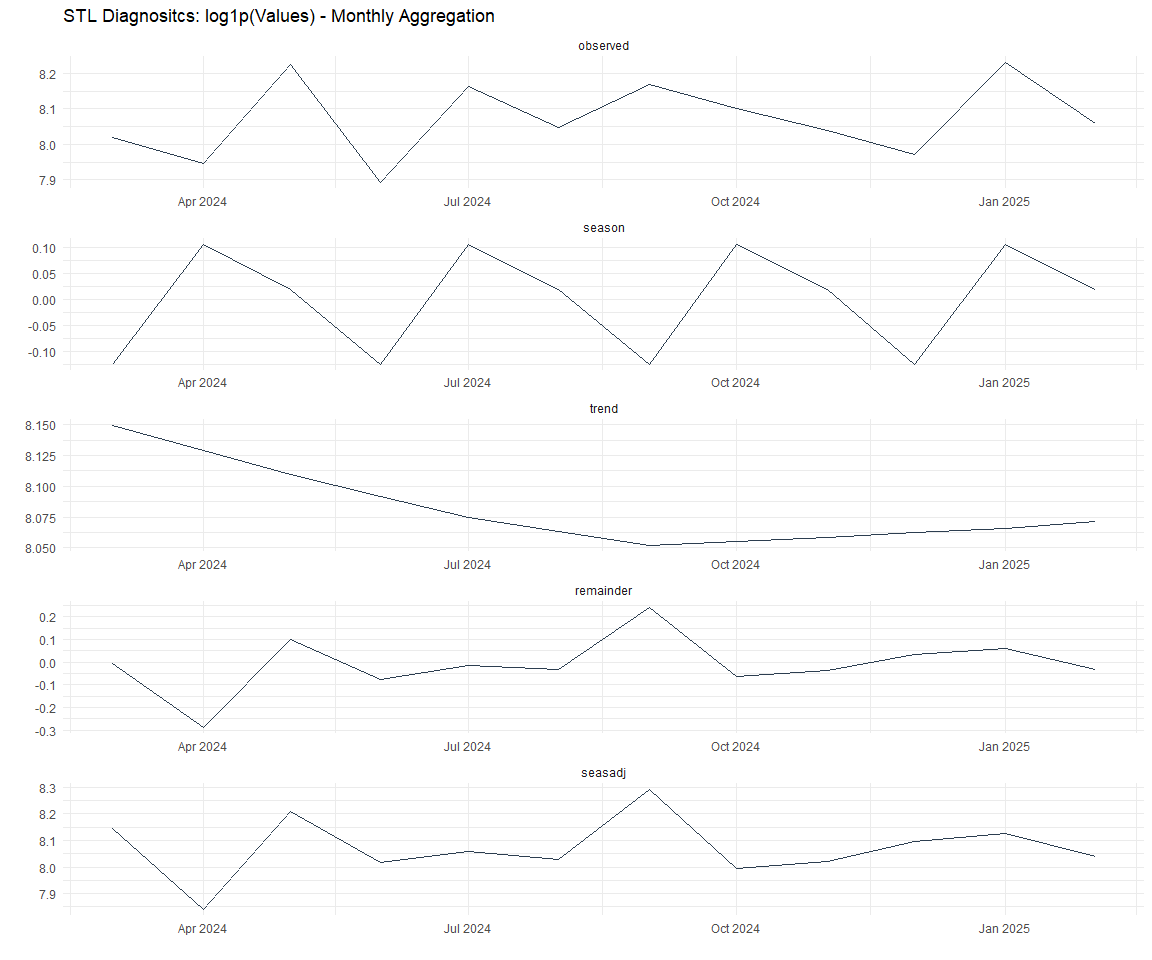 STL Diagnositcs: log1p(Values) - Monthly Aggregation
observed
8.2
8.1
8.0
7.9
Apr 2024 Jul 2024 Oct 2024 Jan 2025
season
0.10
0.05
0.00
-0.05
-0.10
Apr 2024 Jul 2024 Oct 2024 Jan 2025
trend
8.150
8.125
8.100
8.075
8.050
Apr 2024 Jul 2024 Oct 2024 Jan 2025
remainder
0.2
0.1
0.0
-0.1
-0.2
-0.3
Apr 2024 Jul 2024 Oct 2024 Jan 2025
seasadj
8.3
8.2
8.1
8.0
7.9
Apr 2024 Jul 2024 Oct 2024 Jan 2025